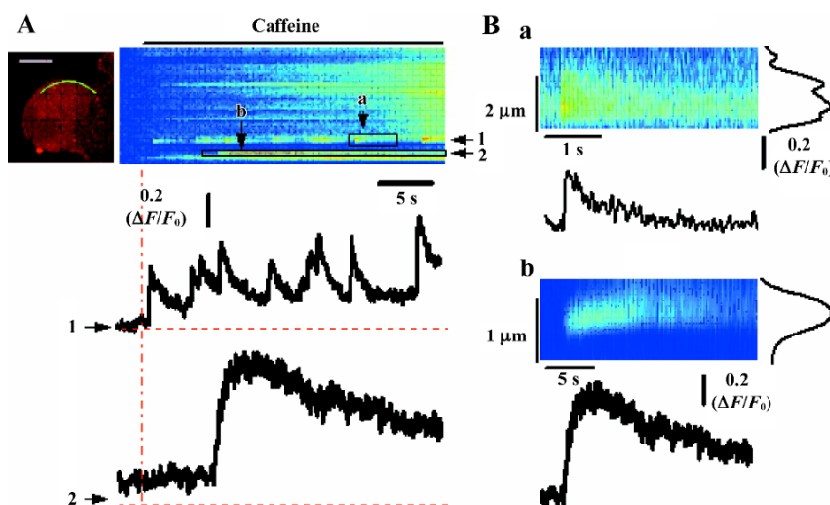 A
Caffeine
b
a
1
2
0.2
(ΔF/F₀)
5 s
1
2
B
a
2 μm
1 s
0.2
(ΔF/F₀)
b
1 μm
5 s
0.2
(ΔF/F₀)